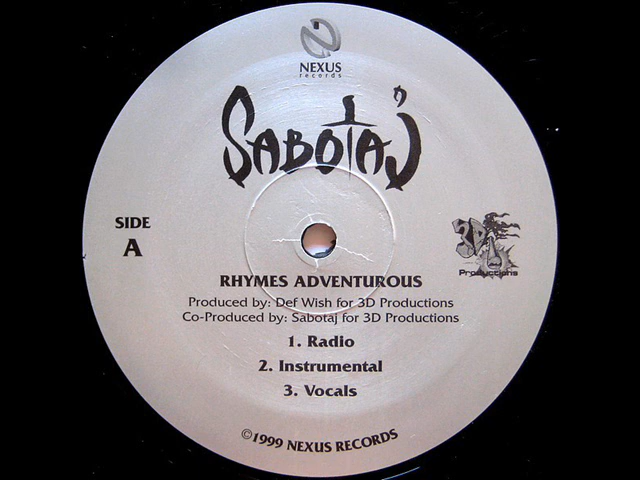 NEXUS
records
SABOTAJ
SIDE
A
3D
Productions
RHYMES ADVENTUROUS
Produced by: Def Wish for 3D Productions
Co-Produced by: Sabotaj for 3D Productions
1. Radio
2. Instrumental
3. Vocals
©1999 NEXUS RECORDS